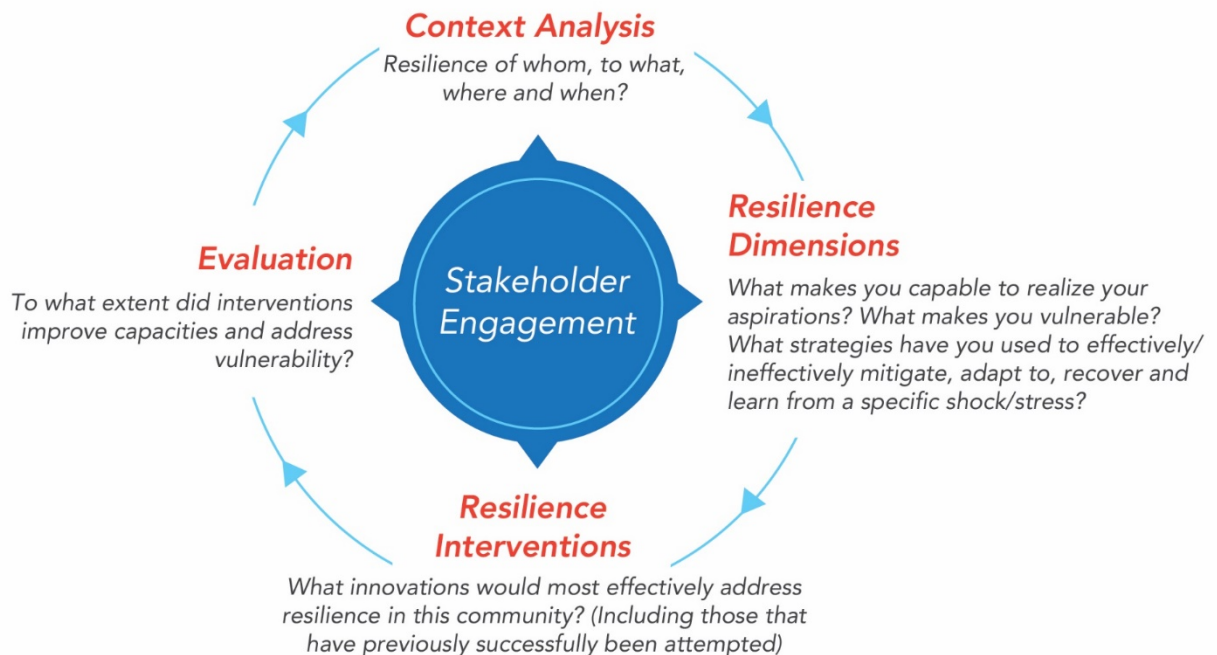 Context Analysis
Resilience of whom, to what,
where and when?
Resilience
Dimensions
What makes you capable to realize your
aspirations? What makes you vulnerable?
What strategies have you used to effectively/
ineffectively mitigate, adapt to, recover and
learn from a specific shock/stress?
Resilience
Interventions
What innovations would most effectively address
resilience in this community? (Including those that
have previously successfully been attempted)
Evaluation
To what extent did interventions
improve capacities and address
vulnerability?
Stakeholder
Engagement